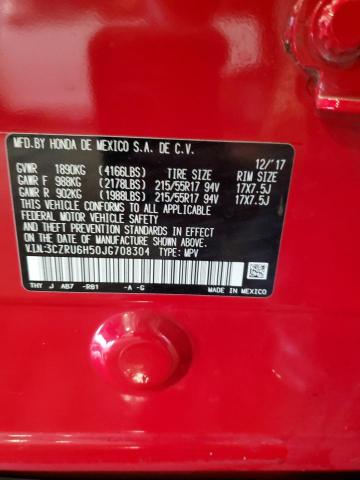 MFD.BY HONDA DE MEXICO S.A. DE C.V.
12/'17
GVWR 1890KG (4166LBS) TIRE SIZE RIM SIZE
GAWR F 988KG (2178LBS) 215/55R17 94V 17X7.5J
GAWR R 902KG (1988LBS) 215/55R17 94V 17X7.5J
THIS VEHICLE CONFORMS TO ALL APPLICABLE
FEDERAL MOTOR VEHICLE SAFETY AND THEFT
PREVENTION STANDARDS IN EFFECT ON THE DATE
OF MANUFACTURE SHOWN ABOVE.
V.I.N:3CZRU6H50JG708304 TYPE: MPV
THY J AB7 -R81 -A -G
MADE IN MEXICO